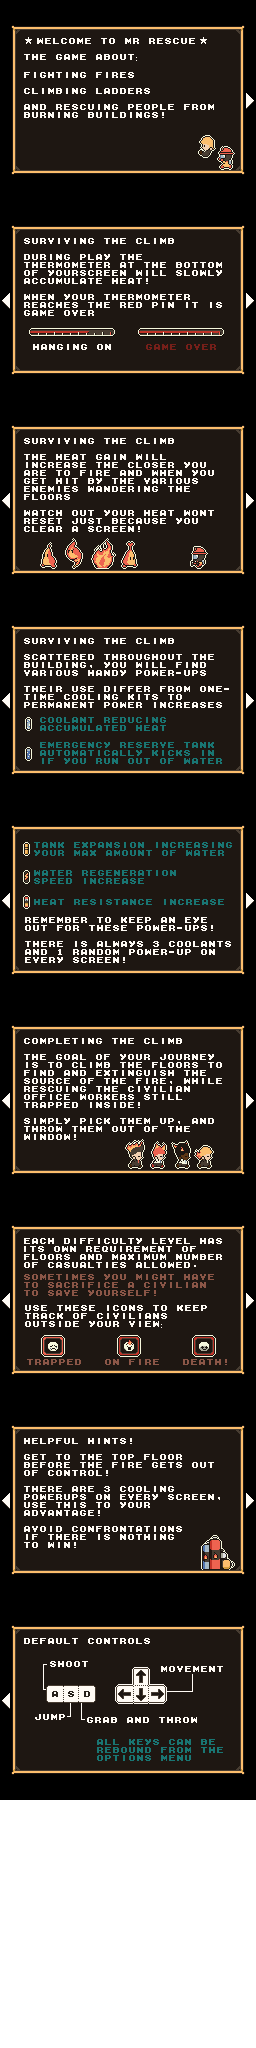 ★WELCOME TO MR RESCUE★
THE GAME ABOUT:
FIGHTING FIRES
CLIMBING LADDERS
AND RESCUING PEOPLE FROM
BURNING BUILDINGS!
SURVIVING THE CLIMB
DURING PLAY THE
THERMOMETER AT THE BOTTOM
OF YOURSCREEN WILL SLOWLY
ACCUMULATE HEAT!
WHEN YOUR THERMOMETER
REACHES THE RED PIN IT IS
GAME OVER
HANGING ON
GAME OVER
SURVIVING THE CLIMB
THE HEAT GAIN WILL
INCREASE THE CLOSER YOU
ARE TO FIRE AND WHEN YOU
GET HIT BY THE VARIOUS
ENEMIES WANDERING THE
FLOORS
WATCH OUT YOUR HEAT WONT
RESET JUST BECAUSE YOU
CLEAR A SCREEN!
SURVIVING THE CLIMB
SCATTERED THROUGHOUT THE
BUILDING, YOU WILL FIND
VARIOUS HANDY POWER-UPS
THEIR USE DIFFER FROM ONE-
TIME COOLING KITS TO
PERMANENT POWER INCREASES
COOLANT REDUCING
ACCUMULATED HEAT
EMERGENCY RESERVE TANK
AUTOMATICALLY KICKS IN
IF YOU RUN OUT OF WATER
TANK EXPANSION INCREASING
YOUR MAX AMOUNT OF WATER
WATER REGENERATION
SPEED INCREASE
HEAT RESISTANCE INCREASE
REMEMBER TO KEEP AN EYE
OUT FOR THESE POWER-UPS!
THERE IS ALWAYS 3 COOLANTS
AND 1 RANDOM POWER-UP ON
EVERY SCREEN!
COMPLETING THE CLIMB
THE GOAL OF YOUR JOURNEY
IS TO CLIMB THE FLOORS TO
FIND AND EXTINGUISH THE
SOURCE OF THE FIRE, WHILE
RESCUING THE CIVILIAN
OFFICE WORKERS STILL
TRAPPED INSIDE!
SIMPLY PICK THEM UP, AND
THROW THEM OUT OF THE
WINDOW!
EACH DIFFICULTY LEVEL HAS
ITS OWN REQUIREMENT OF
FLOORS AND MAXIMUM NUMBER
OF CASUALTIES ALLOWED.
SOMETIMES YOU MIGHT HAVE
TO SACRIFICE A CIVILIAN
TO SAVE YOURSELF!
USE THESE ICONS TO KEEP
TRACK OF CIVILIANS
OUTSIDE YOUR VIEW:
TRAPPED
ON FIRE
DEATH!
HELPFUL HINTS!
GET TO THE TOP FLOOR
BEFORE THE FIRE GETS OUT
OF CONTROL!
THERE ARE 3 COOLING
POWERUPS ON EVERY SCREEN,
USE THIS TO YOUR
ADVANTAGE!
AVOID CONFRONTATIONS
IF THERE IS NOTHING
TO WIN!
DEFAULT CONTROLS
SHOOT
MOVEMENT
A S D
JUMP
GRAB AND THROW
ALL KEYS CAN BE
REBOUND FROM THE
OPTIONS MENU